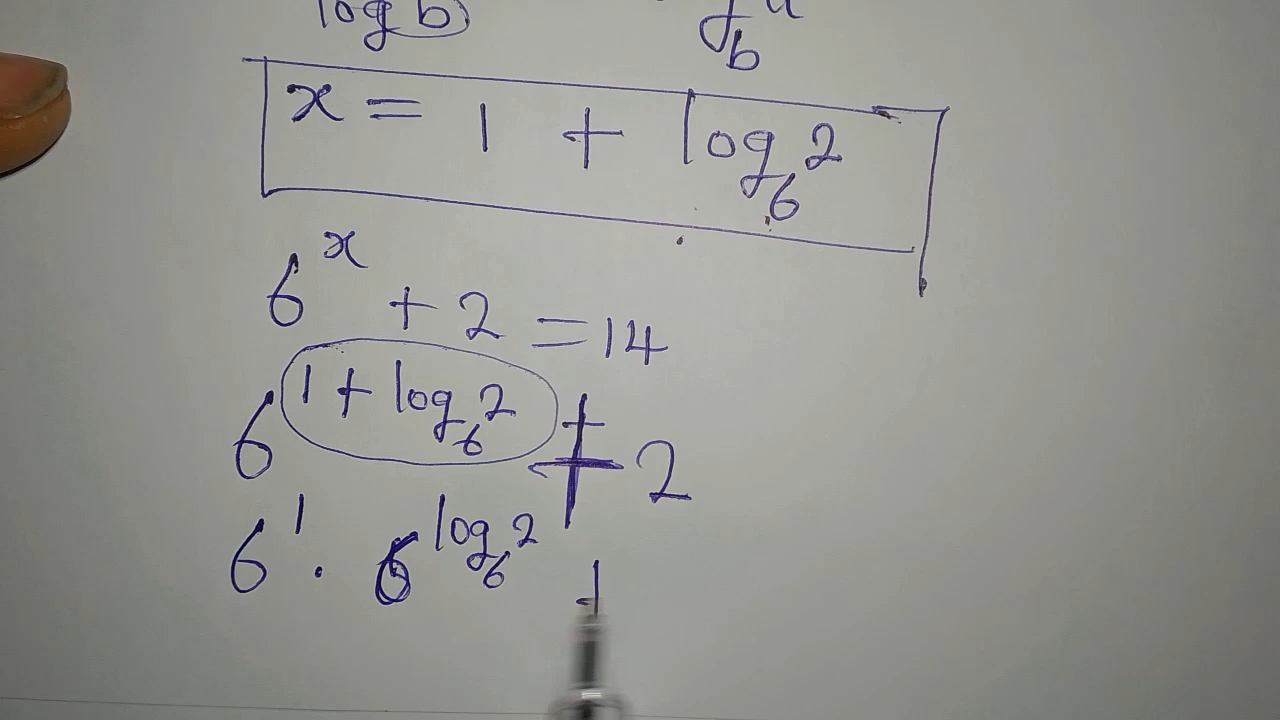 log b
b
x = 1 + log₆2
6ˣ + 2 = 14
6^(1 + log₆2) + 2
6¹ · 6^(log₆2) +